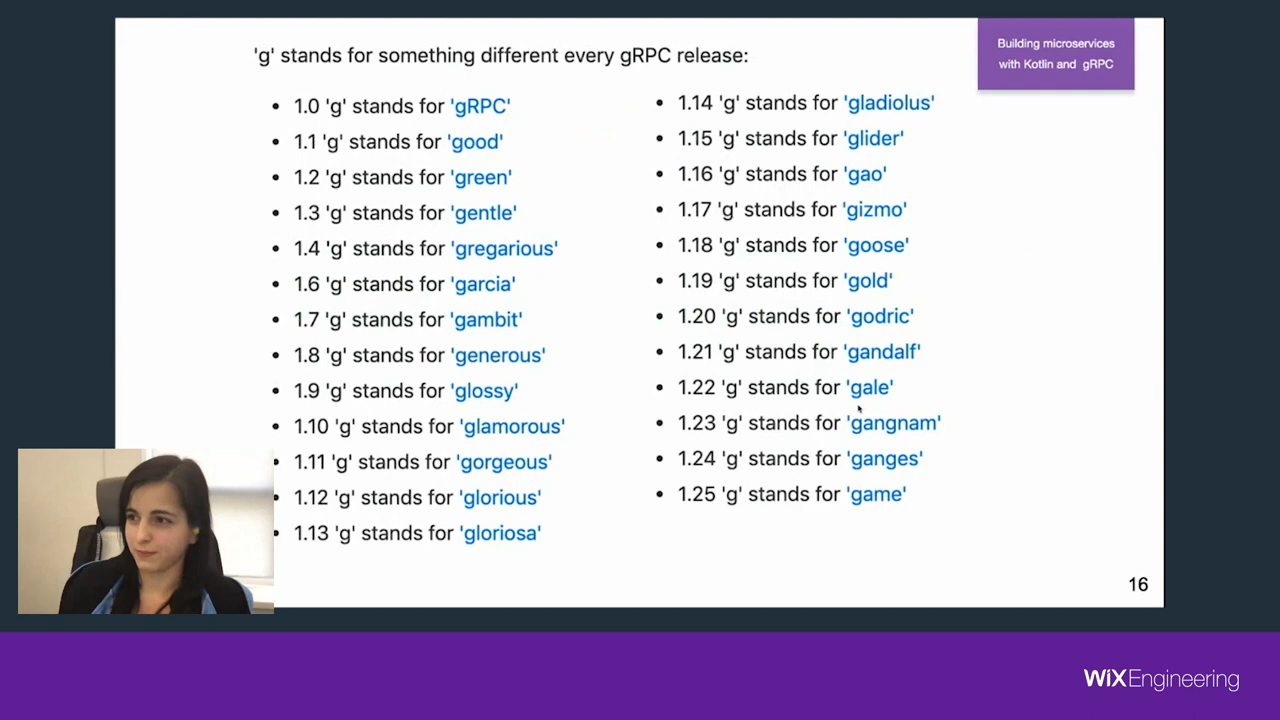 'g' stands for something different every gRPC release:
Building microservices
with Kotlin and gRPC
• 1.0 'g' stands for 'gRPC'
• 1.1 'g' stands for 'good'
• 1.2 'g' stands for 'green'
• 1.3 'g' stands for 'gentle'
• 1.4 'g' stands for 'gregarious'
• 1.6 'g' stands for 'garcia'
• 1.7 'g' stands for 'gambit'
• 1.8 'g' stands for 'generous'
• 1.9 'g' stands for 'glossy'
• 1.10 'g' stands for 'glamorous'
• 1.11 'g' stands for 'gorgeous'
• 1.12 'g' stands for 'glorious'
• 1.13 'g' stands for 'gloriosa'
• 1.14 'g' stands for 'gladiolus'
• 1.15 'g' stands for 'glider'
• 1.16 'g' stands for 'gao'
• 1.17 'g' stands for 'gizmo'
• 1.18 'g' stands for 'goose'
• 1.19 'g' stands for 'gold'
• 1.20 'g' stands for 'godric'
• 1.21 'g' stands for 'gandalf'
• 1.22 'g' stands for 'gale'
• 1.23 'g' stands for 'gangnam'
• 1.24 'g' stands for 'ganges'
• 1.25 'g' stands for 'game'
16
WiXEngineering